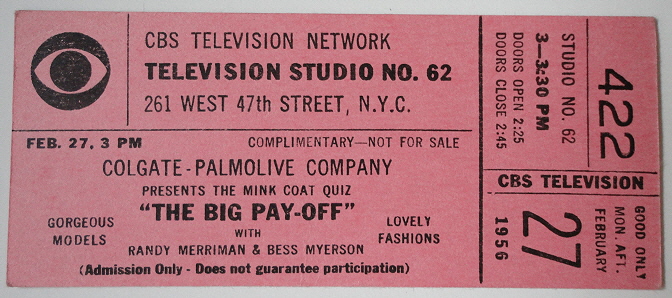 CBS TELEVISION NETWORK
TELEVISION STUDIO NO. 62
261 WEST 47th STREET, N.Y.C.
FEB. 27, 3 PM
COMPLIMENTARY—NOT FOR SALE
COLGATE-PALMOLIVE COMPANY
PRESENTS THE MINK COAT QUIZ
"THE BIG PAY-OFF"
WITH
RANDY MERRIMAN & BESS MYERSON
GORGEOUS
MODELS
LOVELY
FASHIONS
(Admission Only - Does not guarantee participation)
422
STUDIO NO. 62
3—3:30 PM
DOORS OPEN 2:25
DOORS CLOSE 2:45
CBS TELEVISION
GOOD ONLY
MON AFT.
FEBRUARY
27
1956